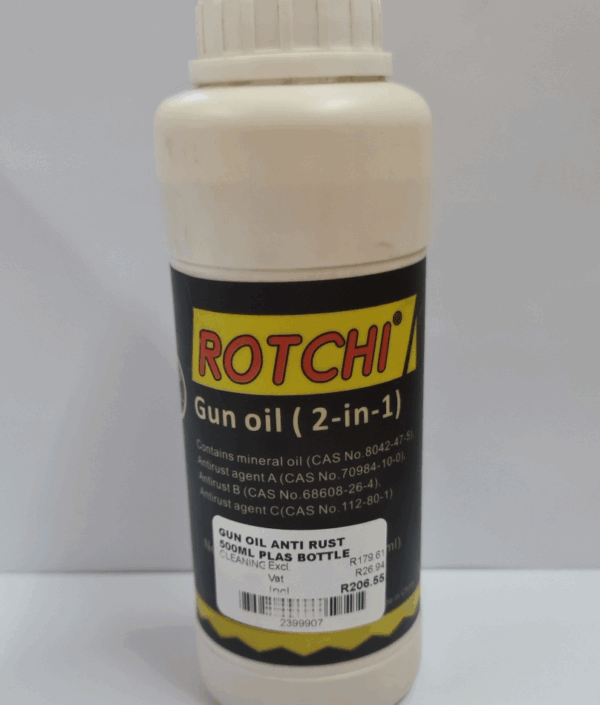 ROTCHI®
Gun oil ( 2-in-1)
Contains mineral oil (CAS No.8042-47-5),
Antirust agent A (CAS No.70984-10-0),
Antirust B (CAS No.68608-26-4),
Antirust agent C(CAS No.112-80-1)
GUN OIL ANTI RUST
500ML PLAS BOTTLE
CLEANING Excl R179.61
Vat R26.94
Incl R206.55
2399907